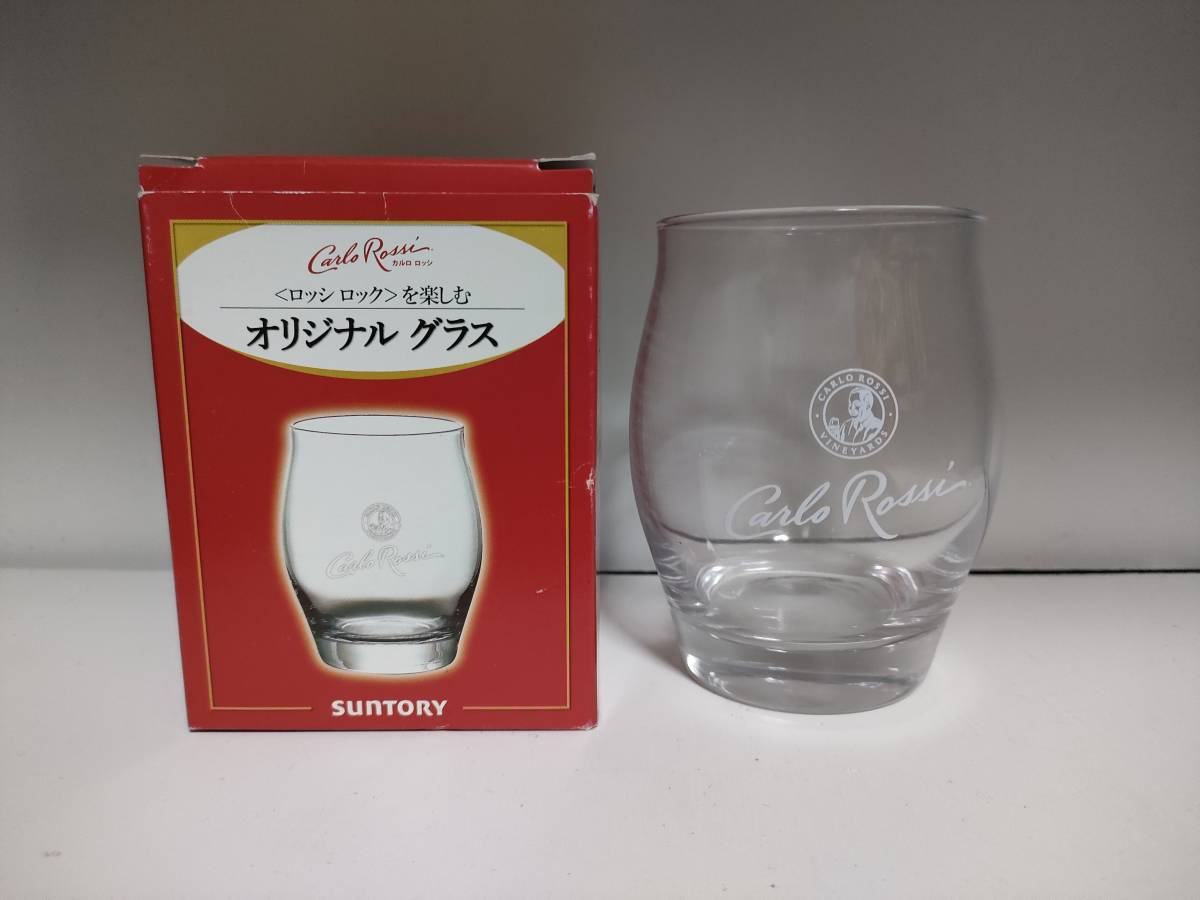 Carlo Rossi
カルロ ロッシ
<ロッシ ロック>を楽しむ
オリジナル グラス
Carlo Rossi
SUNTORY
CARLO ROSSI
VINEYARDS
Carlo Rossi